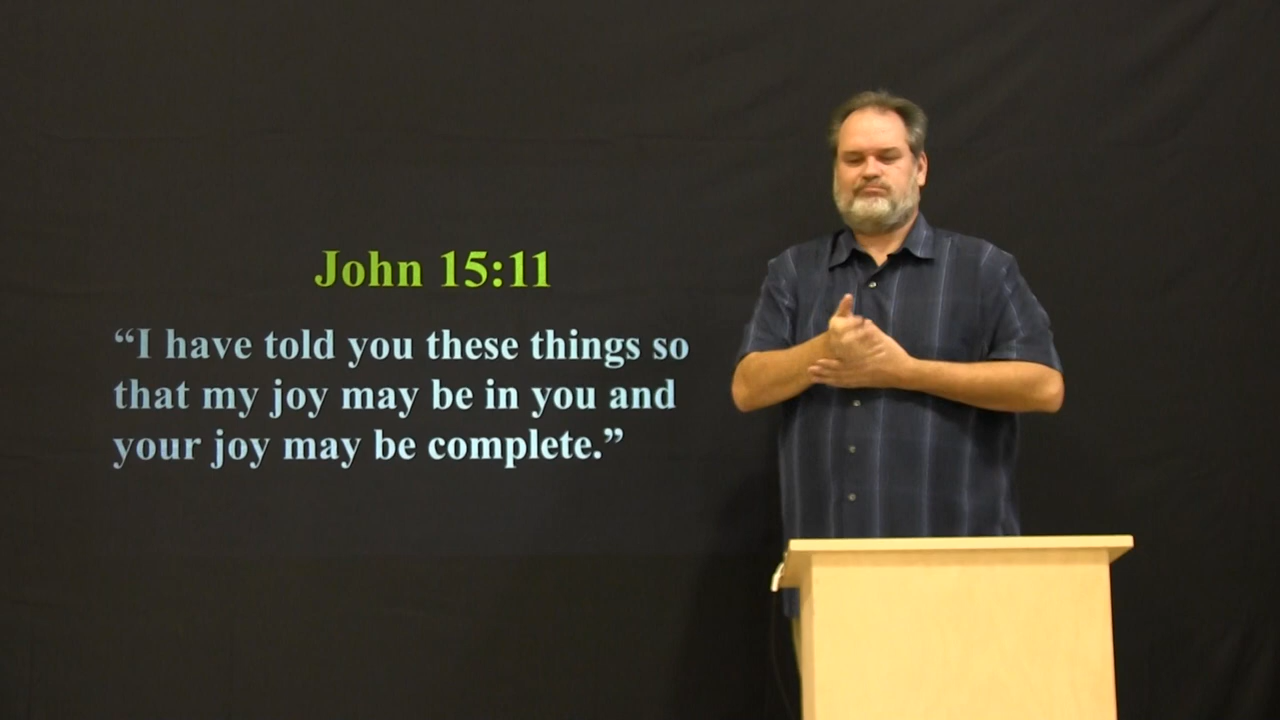 John 15:11
“I have told you these things so
that my joy may be in you and
your joy may be complete.”